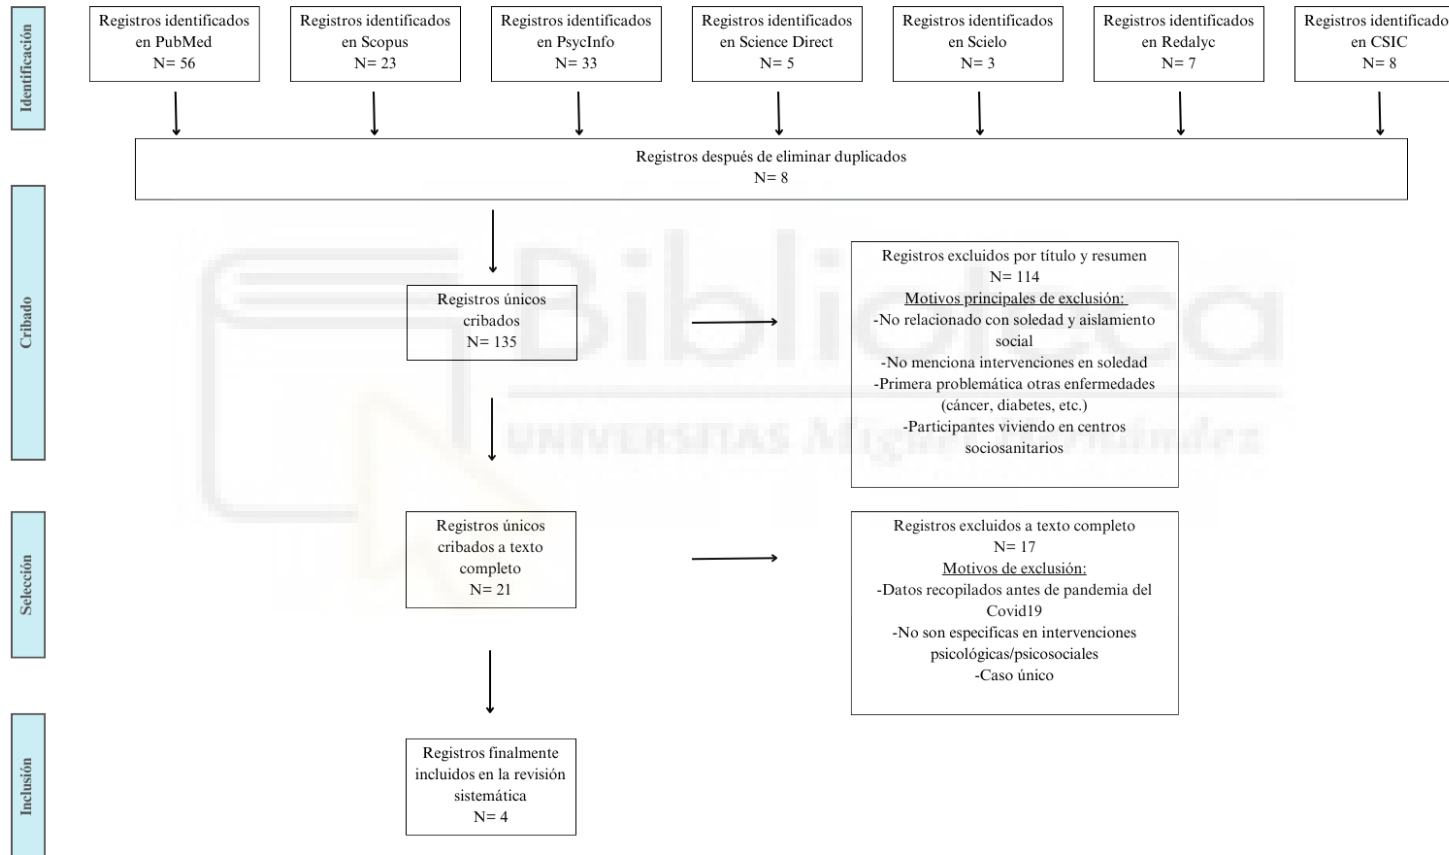 Identificación
Registros identificados
en PubMed
N= 56
Registros identificados
en Scopus
N= 23
Registros identificados
en PsycInfo
N= 33
Registros identificados
en Science Direct
N= 5
Registros identificados
en Scielo
N= 3
Registros identificados
en Redalyc
N= 7
Registros identificados
en CSIC
N= 8
Registros después de eliminar duplicados
N= 8
Cribado
Registros únicos
cribados
N= 135
Registros excluidos por título y resumen
N= 114
Motivos principales de exclusión:
-No relacionado con soledad y aislamiento
social
-No menciona intervenciones en soledad
-Primera problemática otras enfermedades
(cáncer, diabetes, etc.)
-Participantes viviendo en centros
sociosanitarios
Biblioteca
UNIVERSITAS Miguel Hernández
Selección
Registros únicos
cribados a texto
completo
N= 21
Registros excluidos a texto completo
N= 17
Motivos de exclusión:
-Datos recopilados antes de pandemia del
Covid19
-No son especificas en intervenciones
psicológicas/psicosociales
-Caso único
Inclusión
Registros finalmente
incluidos en la revisión
sistemática
N= 4